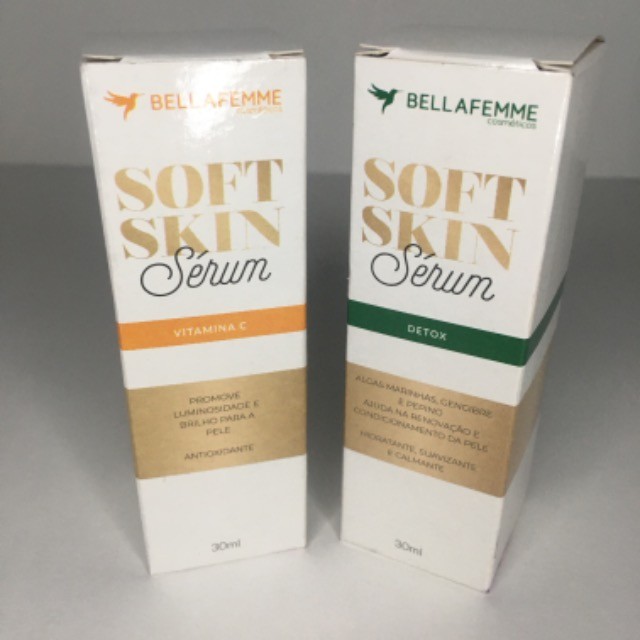 BELLAFEMME
cosméticos
SOFT
SKIN
Sérum
VITAMINA C
PROMOVE
LUMINOSIDADE E
BRILHO PARA A
PELE
ANTIOXIDANTE
30ml
BELLAFEMME
cosméticos
SOFT
SKIN
Sérum
DETOX
ALGAS MARINHAS, GENGIBRE
E PEPINO
AJUDA NA RENOVAÇÃO E
CONDICIONAMENTO DA PELE
HIDRATANTE, SUAVIZANTE
E CALMANTE
30ml